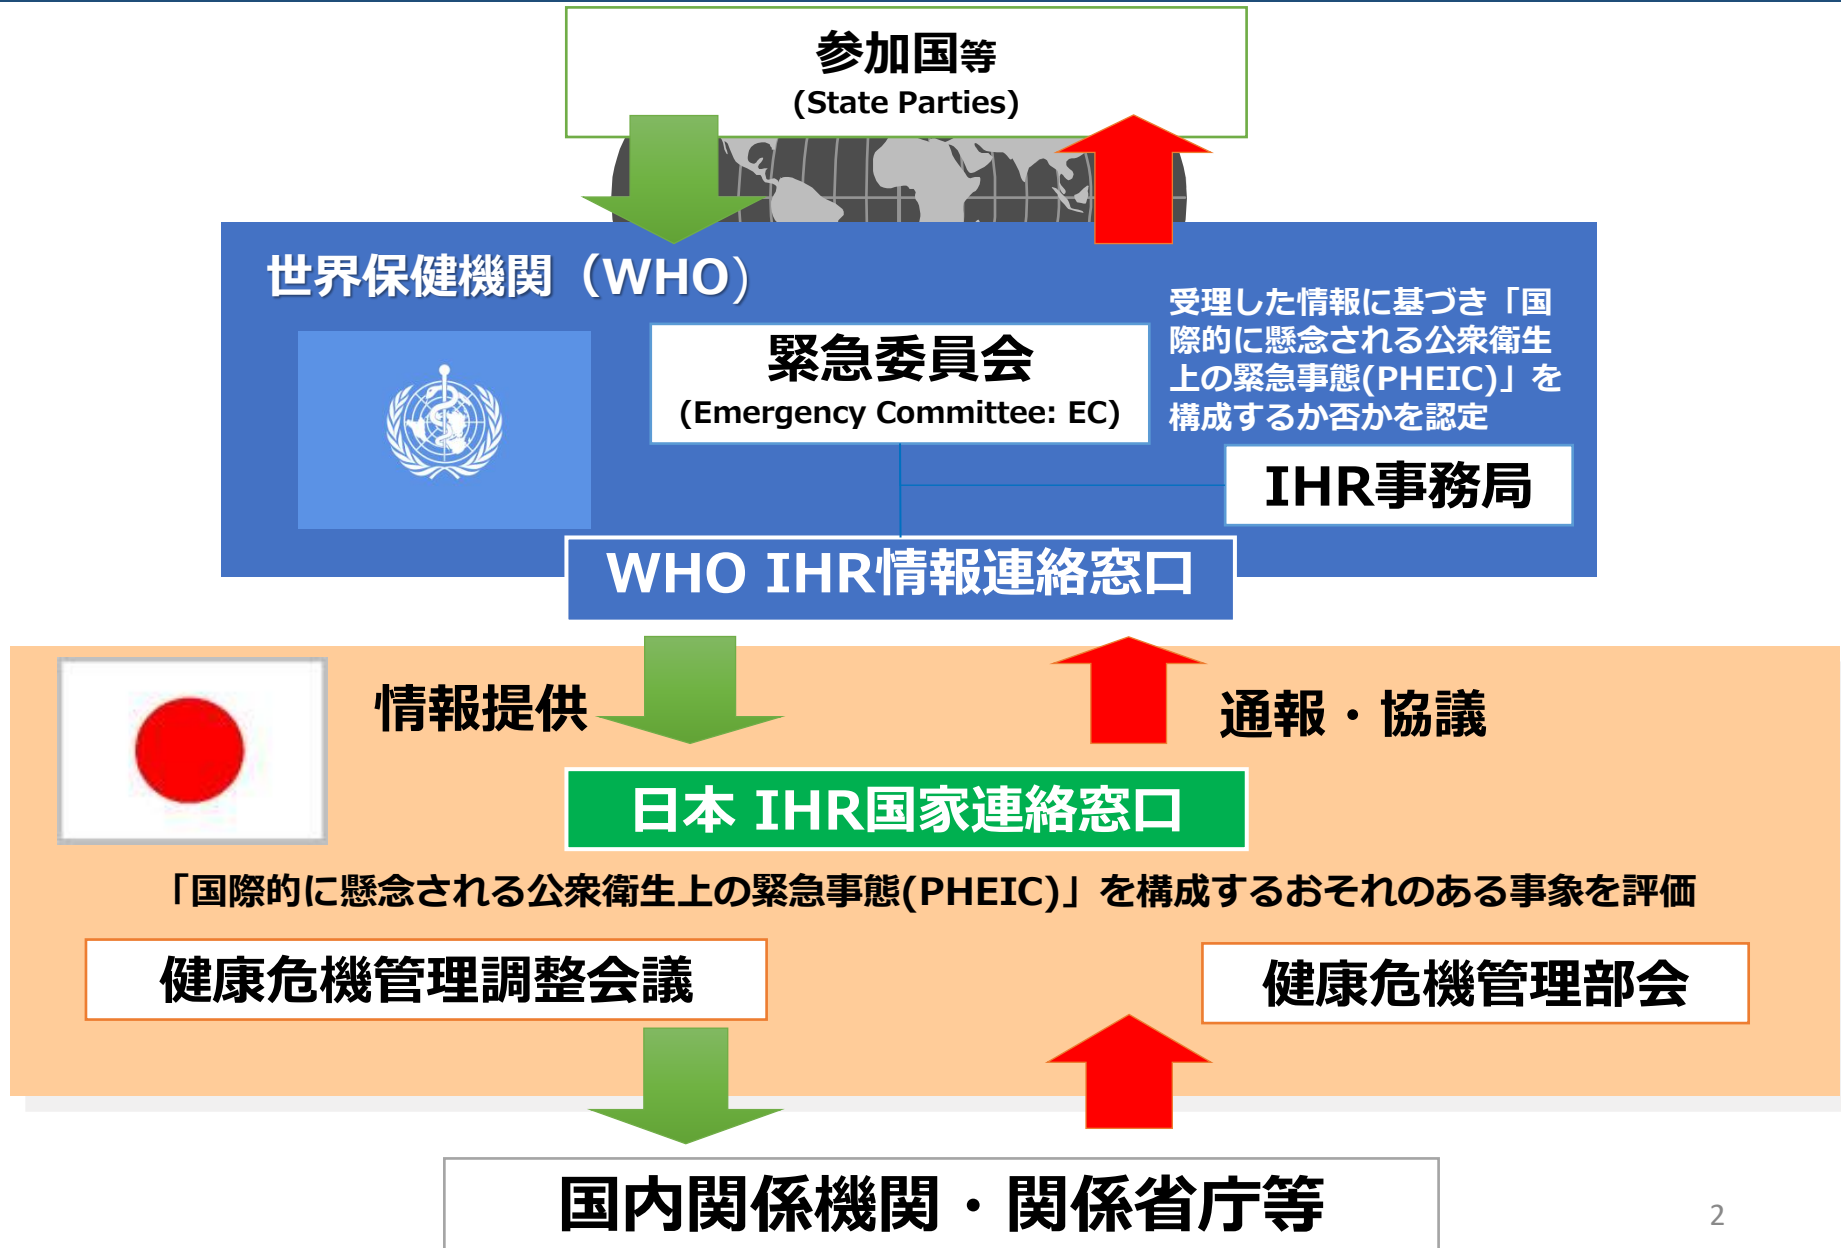 参加国等
(State Parties)
世界保健機関（WHO）
緊急委員会
(Emergency Committee: EC)
受理した情報に基づき「国
際的に懸念される公衆衛生
上の緊急事態(PHEIC)」を
構成するか否かを認定
IHR事務局
WHO IHR情報連絡窓口
情報提供
通報・協議
日本 IHR国家連絡窓口
「国際的に懸念される公衆衛生上の緊急事態(PHEIC)」を構成するおそれのある事象を評価
健康危機管理調整会議
健康危機管理部会
国内関係機関・関係省庁等
2